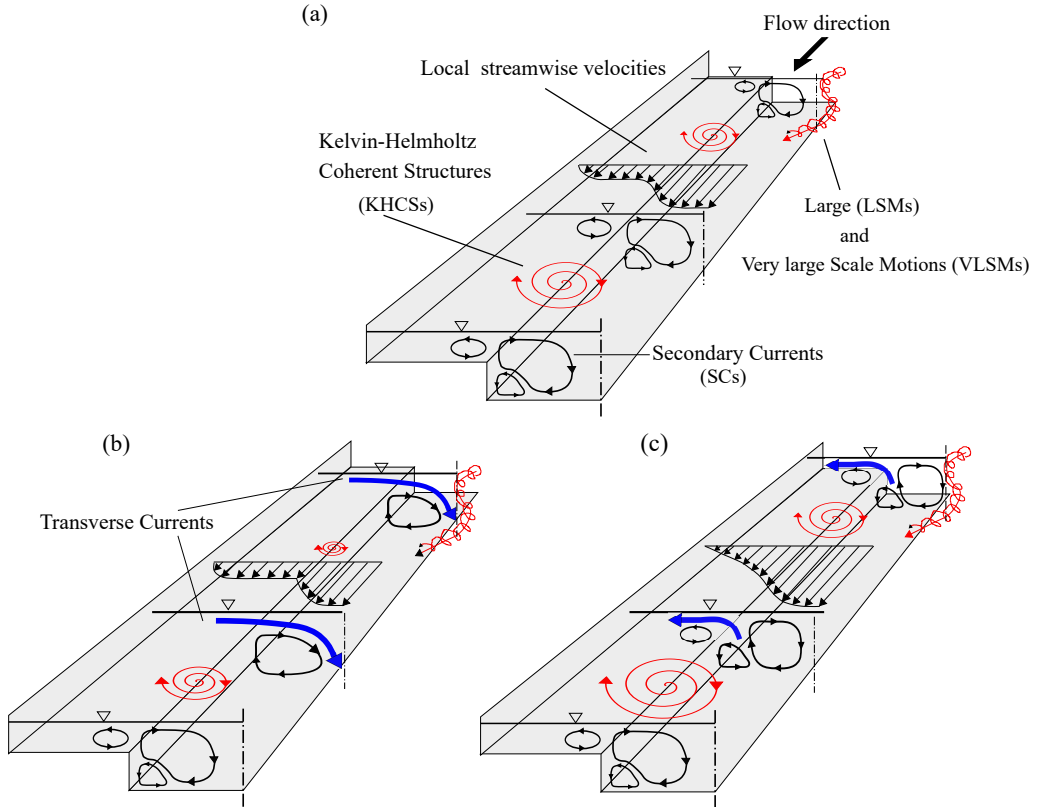 (a)
Flow direction
Local streamwise velocities
Kelvin-Helmholtz
Coherent Structures
(KHCSs)
Large (LSMs)
and
Very large Scale Motions (VLSMs)
Secondary Currents
(SCs)
(b)
Transverse Currents
(c)